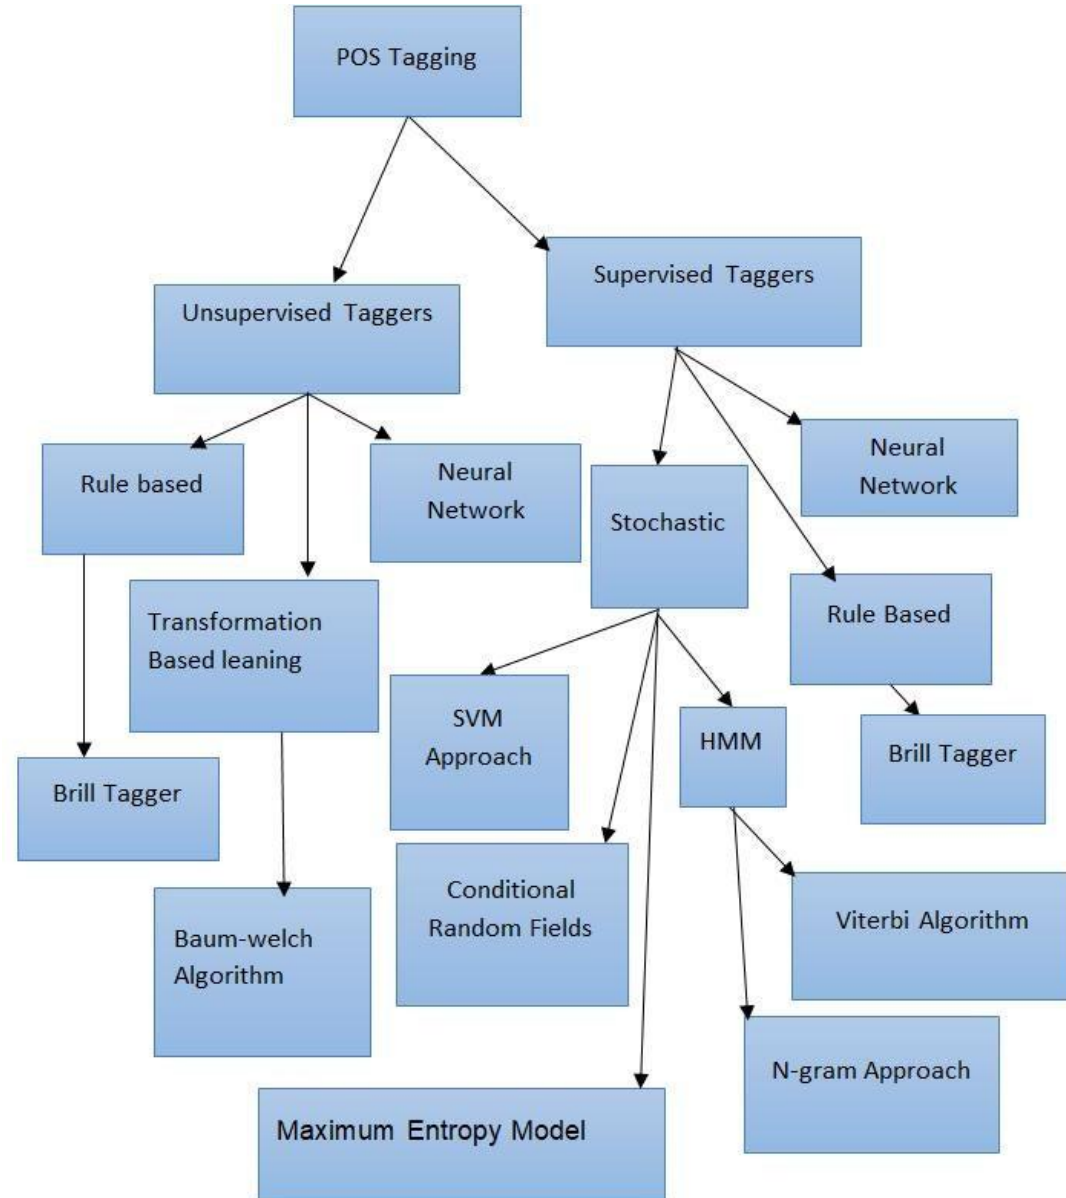 POS Tagging
Supervised Taggers
Unsupervised Taggers
Neural
Network
Rule based
Neural
Network
Stochastic
Rule Based
Transformation
Based leaning
SVM
Approach
HMM
Brill Tagger
Brill Tagger
Conditional
Random Fields
Viterbi Algorithm
Baum-welch
Algorithm
N-gram Approach
Maximum Entropy Model